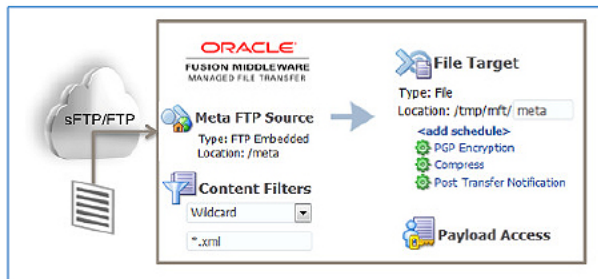 sFTP/FTP
ORACLE
FUSION MIDDLEWARE
MANAGED FILE TRANSFER
Meta FTP Source
Type: FTP Embedded
Location: /meta
Content Filters
Wildcard
*.xml
File Target
Type: File
Location: /tmp/mft/ meta
<add schedule>
PGP Encryption
Compress
Post Transfer Notification
Payload Access